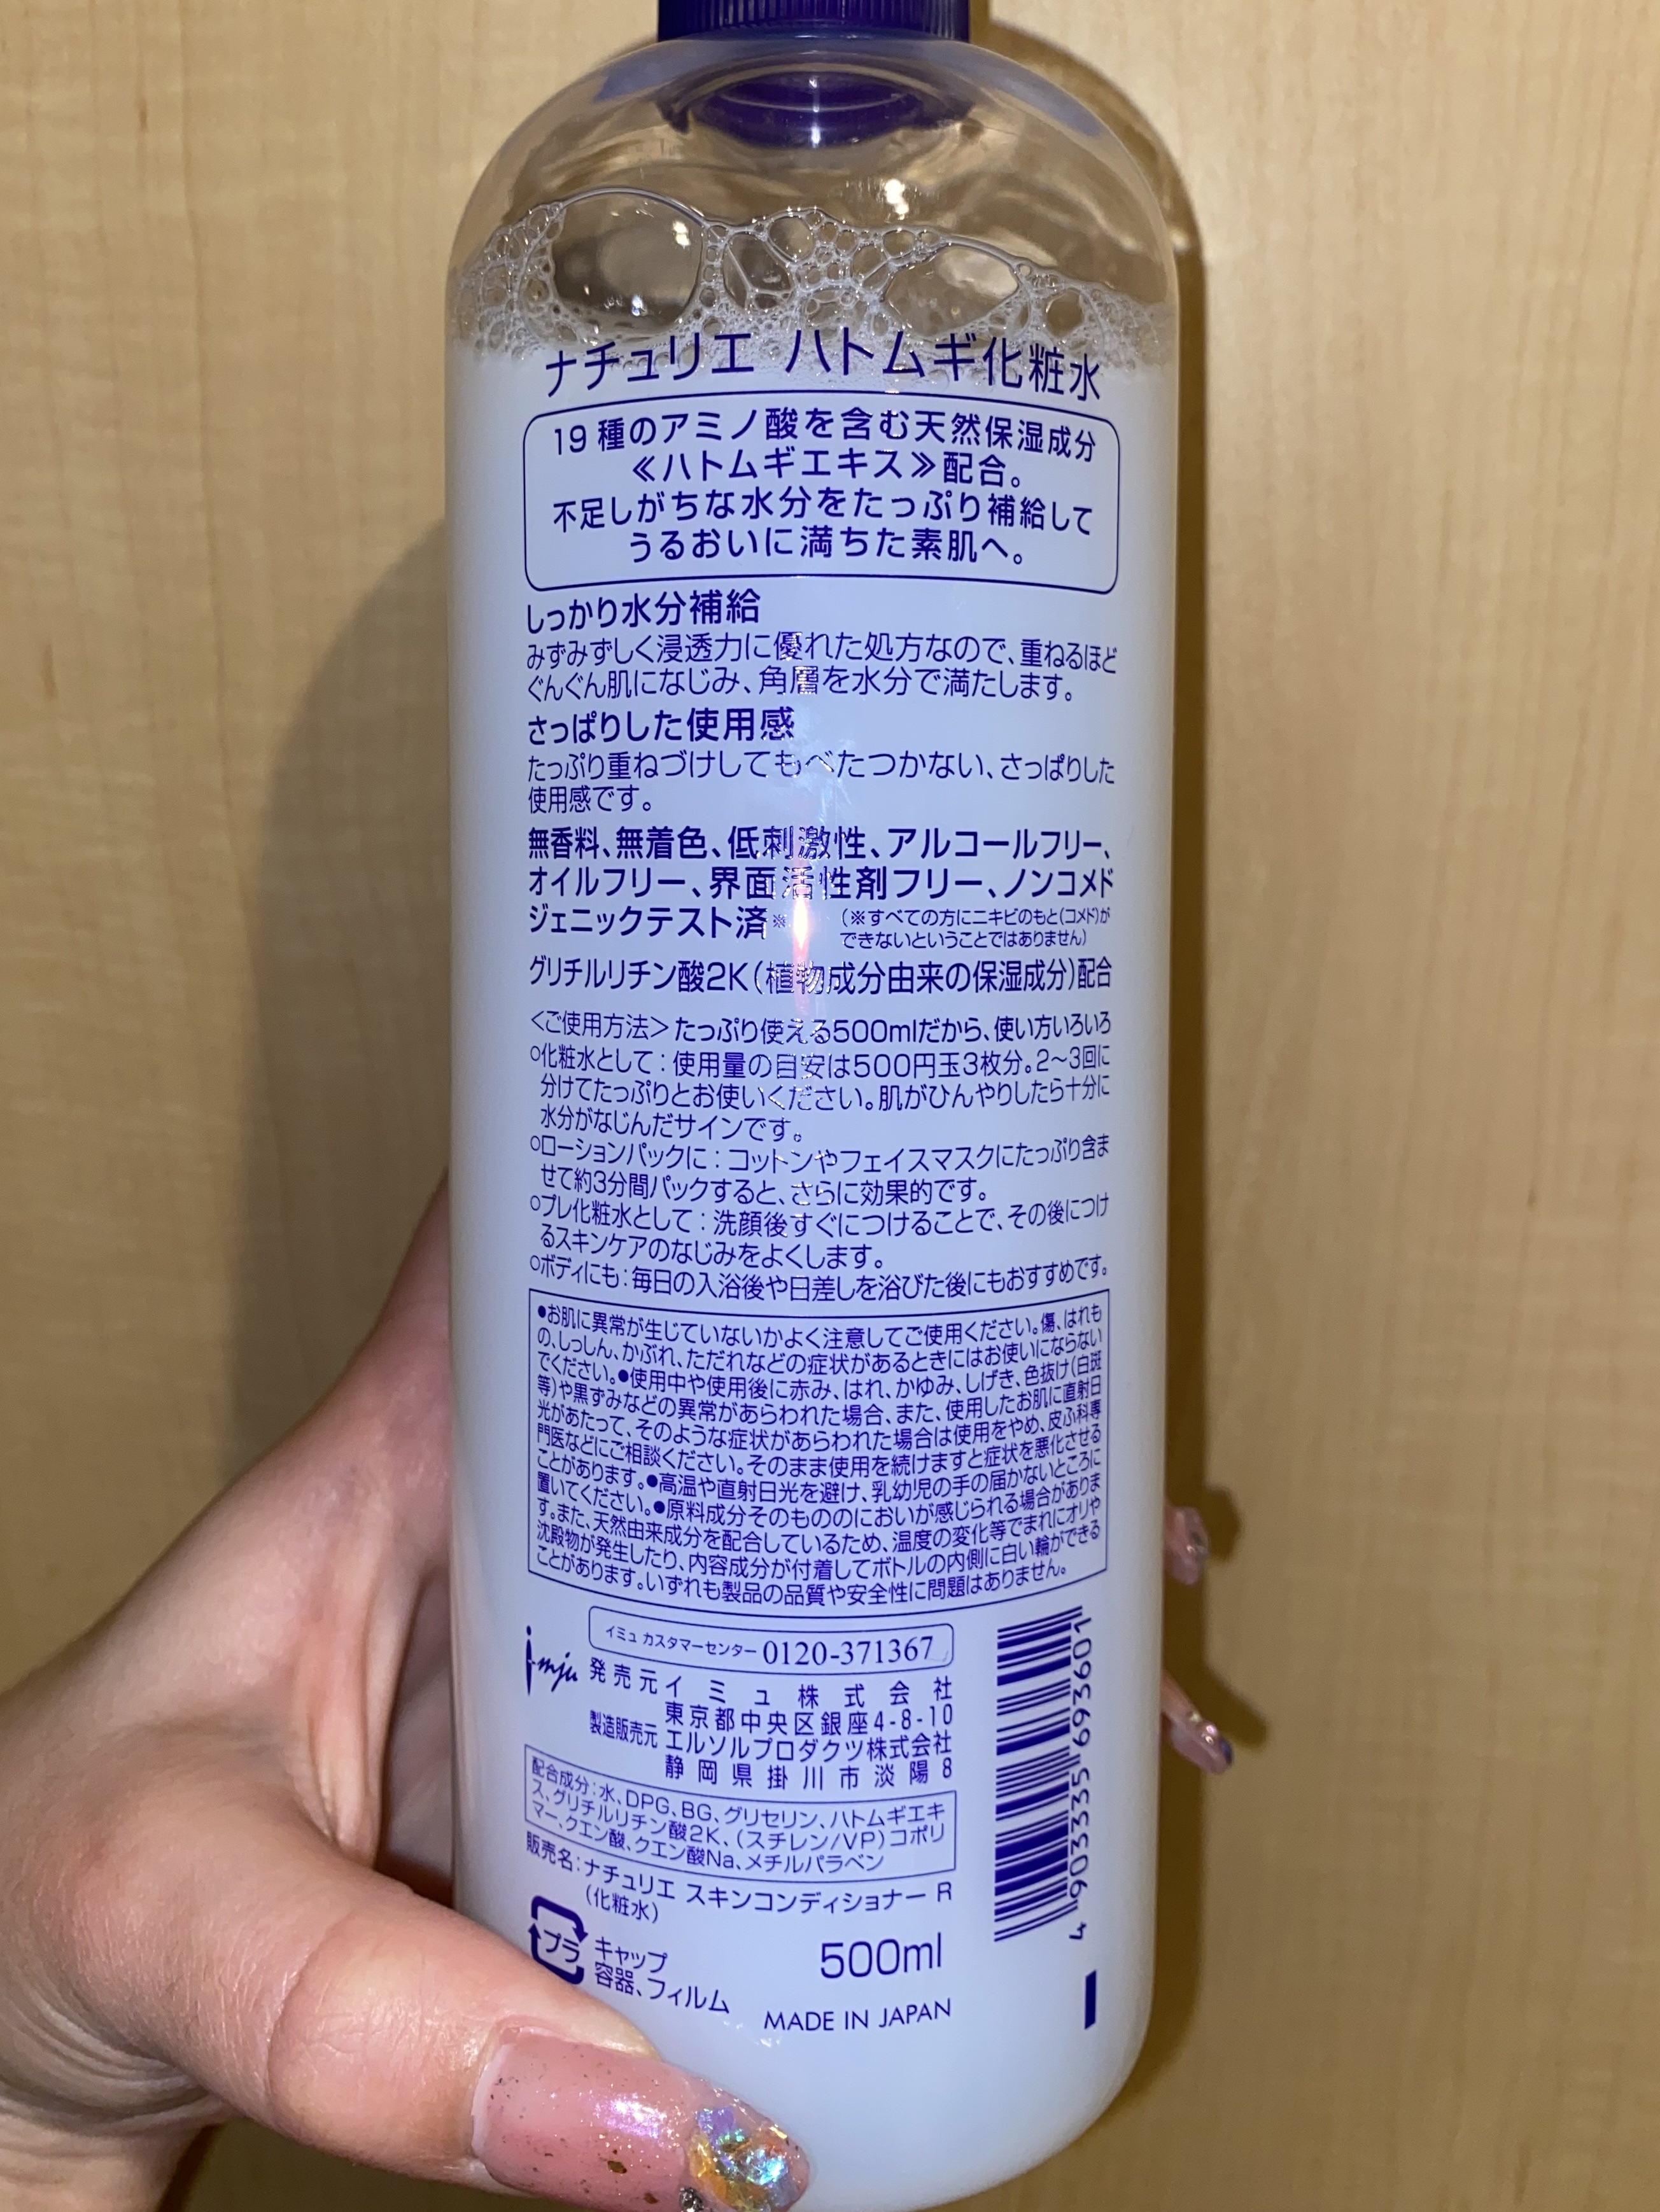 ナチュリエ ハトムギ化粧水
19種のアミノ酸を含む天然保湿成分
≪ハトムギエキス≫配合。
不足しがちな水分をたっぷり補給して
うるおいに満ちた素肌へ。
しっかり水分補給
みずみずしく浸透力に優れた処方なので、重ねるほど
ぐんぐん肌になじみ、角層を水分で満たします。
さっぱりした使用感
たっぷり重ねづけしてもべたつかない、さっぱりした
使用感です。
無香料、無着色、低刺激性、アルコールフリー、
オイルフリー、界面活性剤フリー、ノンコメド
ジェニックテスト済※
(※すべての方にニキビのもと(コメド)が
できないということではありません)
グリチルリチン酸2K(植物成分由来の保湿成分)配合
<ご使用方法>たっぷり使える500mlだから、使い方いろいろ
○化粧水として:使用量の目安は500円玉3枚分。2〜3回に
分けてたっぷりとお使いください。肌がひんやりしたら十分に
水分がなじんだサインです。
○ローションパックに:コットンやフェイスマスクにたっぷり含ま
せて約3分間パックすると、さらに効果的です。
○プレ化粧水として:洗顔後すぐにつけることで、その後につけ
るスキンケアのなじみをよくします。
○ボディにも:毎日の入浴後や日差しを浴びた後にもおすすめです。
●お肌に異常が生じていないかよく注意してご使用ください。傷、はれも
の、しっしん、かぶれ、ただれなどの症状があるときにはお使いにならない
でください。●使用中や使用後に赤み、はれ、かゆみ、しげき、色抜け(白斑
等)や黒ずみなどの異常があらわれた場合、また、使用したお肌に直射日
光があたって、そのような症状があらわれた場合は使用をやめ、皮ふ科専
門医などにご相談ください。そのまま使用を続けますと症状を悪化させる
ことがあります。●高温や直射日光を避け、乳幼児の手の届かないところに
置いてください。●原料成分そのもののにおいが感じられる場合がありま
す。また、天然由来成分を配合しているため、温度の変化等でまれにオリや
沈殿物が発生したり、内容成分が付着してボトルの内側に白い輪ができる
ことがあります。いずれも製品の品質や安全性に問題はありません。
イミュ カスタマーセンター 0120-371367
i-mju
発売元 イミュ株式会社
東京都中央区銀座4-8-10
製造販売元 エルソルプロダクツ株式会社
静岡県掛川市淡陽8
配合成分:水、DPG、BG、グリセリン、ハトムギエキ
ス、グリチルリチン酸2K、(スチレン/VP)コポリ
マー、クエン酸、クエン酸Na、メチルパラベン
販売名:ナチュリエ スキンコンディショナー R
(化粧水)
プラ
キャップ
容器、フィルム
500ml
MADE IN JAPAN
4 903335 693601